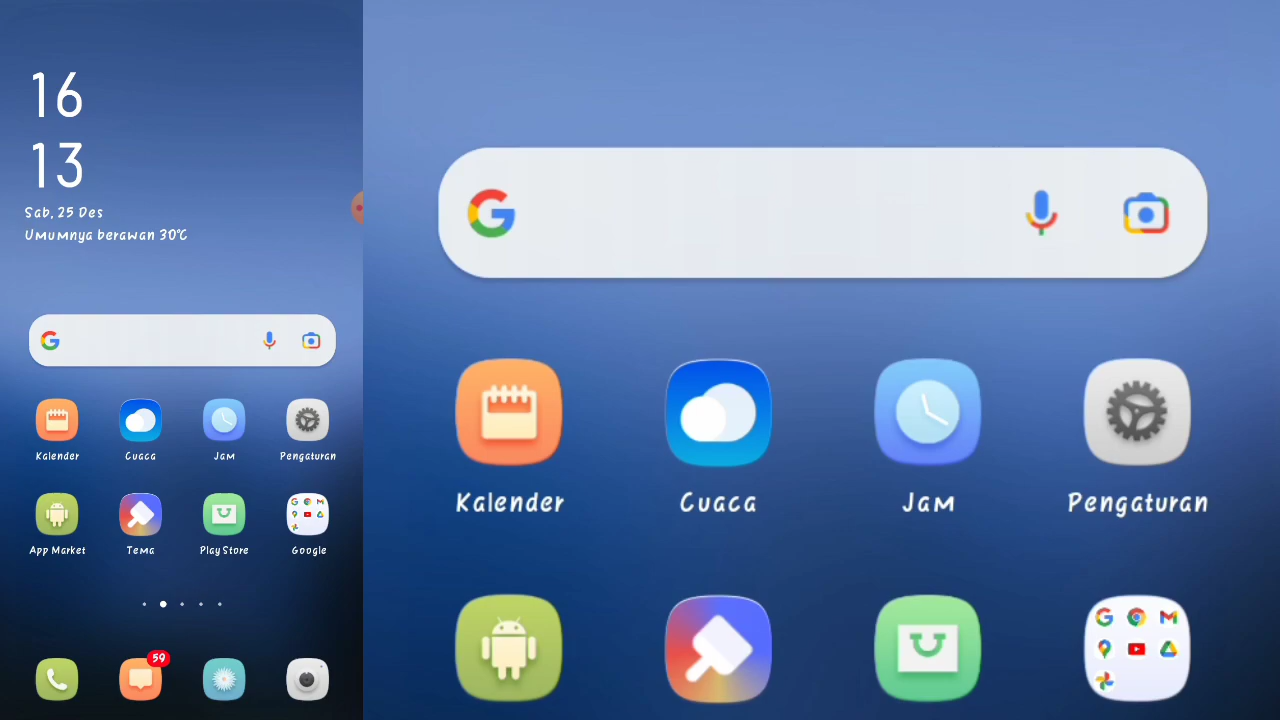 16
13
Sab, 25 Des
Umumnya berawan 30°C
Kalender Cuaca Jam Pengaturan
App Market Tema Play Store Google
59
Kalender Cuaca Jam Pengaturan